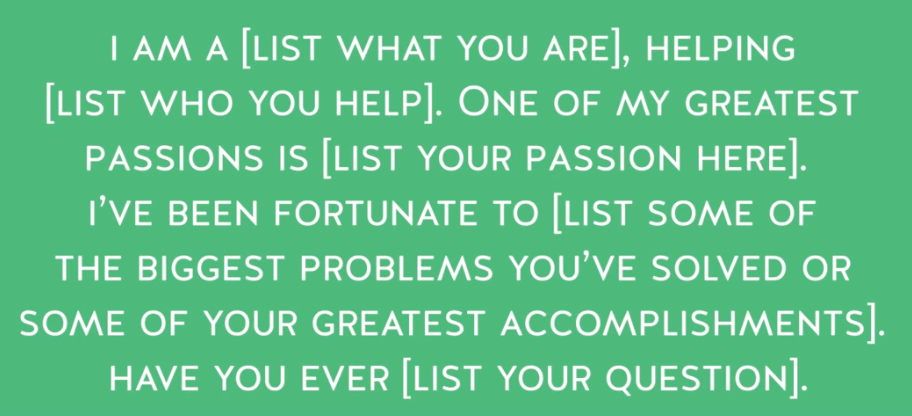 I AM A [LIST WHAT YOU ARE], HELPING
[LIST WHO YOU HELP]. ONE OF MY GREATEST
PASSIONS IS [LIST YOUR PASSION HERE].
I'VE BEEN FORTUNATE TO [LIST SOME OF
THE BIGGEST PROBLEMS YOU'VE SOLVED OR
SOME OF YOUR GREATEST ACCOMPLISHMENTS].
HAVE YOU EVER [LIST YOUR QUESTION].